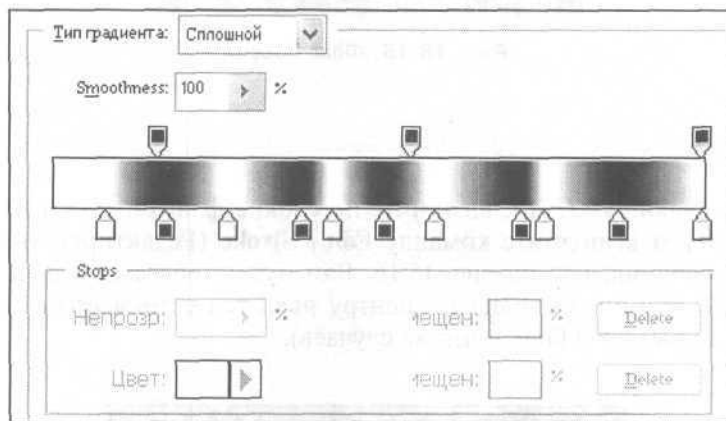 Тип градиента: Сплошной
Smoothness: 100 %
Stops
Непрозр: % мещен: Delete
Цвет: мещен: % Delete